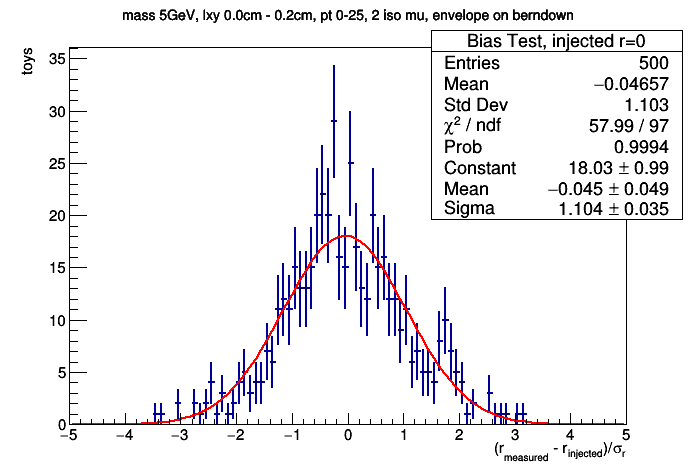 mass 5GeV, lxy 0.0cm - 0.2cm, pt 0-25, 2 iso mu, envelope on berndown
Bias Test, injected r=0
Entries 500
Mean −0.04657
Std Dev 1.103
χ² / ndf 57.99 / 97
Prob 0.9994
Constant 18.03 ± 0.99
Mean −0.045 ± 0.049
Sigma 1.104 ± 0.035
toys
35
30
25
20
15
10
5
0
−5 −4 −3 −2 −1 0 1 2 3 4 5
(r_measured - r_injected)/σ_r